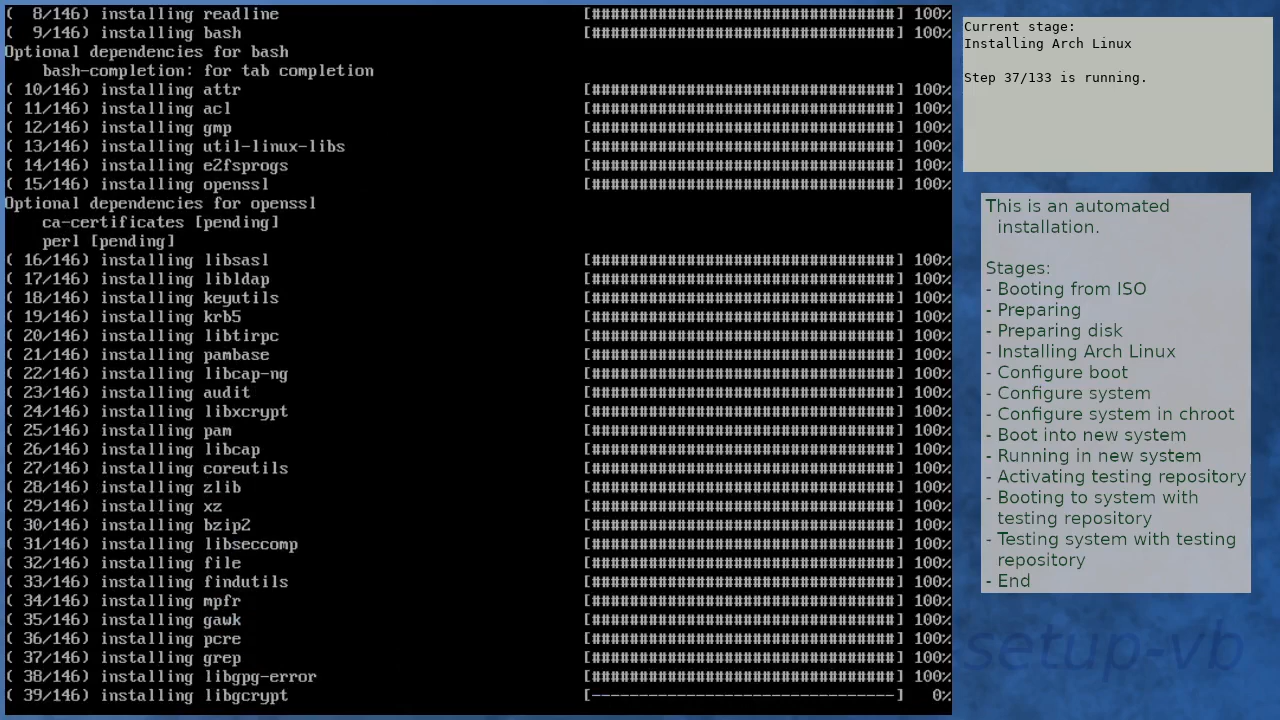 (  8/146) installing readline [################################] 100%
(  9/146) installing bash [################################] 100%
Optional dependencies for bash
bash-completion: for tab completion
( 10/146) installing attr [################################] 100%
( 11/146) installing acl [################################] 100%
( 12/146) installing gmp [################################] 100%
( 13/146) installing util-linux-libs [################################] 100%
( 14/146) installing e2fsprogs [################################] 100%
( 15/146) installing openssl [################################] 100%
Optional dependencies for openssl
ca-certificates [pending]
perl [pending]
( 16/146) installing libsasl [################################] 100%
( 17/146) installing libldap [################################] 100%
( 18/146) installing keyutils [################################] 100%
( 19/146) installing krb5 [################################] 100%
( 20/146) installing libtirpc [################################] 100%
( 21/146) installing pambase [################################] 100%
( 22/146) installing libcap-ng [################################] 100%
( 23/146) installing audit [################################] 100%
( 24/146) installing libxcrypt [################################] 100%
( 25/146) installing pam [################################] 100%
( 26/146) installing libcap [################################] 100%
( 27/146) installing coreutils [################################] 100%
( 28/146) installing zlib [################################] 100%
( 29/146) installing xz [################################] 100%
( 30/146) installing bzip2 [################################] 100%
( 31/146) installing libseccomp [################################] 100%
( 32/146) installing file [################################] 100%
( 33/146) installing findutils [################################] 100%
( 34/146) installing mpfr [################################] 100%
( 35/146) installing gawk [################################] 100%
( 36/146) installing pcre [################################] 100%
( 37/146) installing grep [################################] 100%
( 38/146) installing libgpg-error [################################] 100%
( 39/146) installing libgcrypt [--------------------------------] 0%
Current stage:
Installing Arch Linux
Step 37/133 is running.
This is an automated
installation.
Stages:
- Booting from ISO
- Preparing
- Preparing disk
- Installing Arch Linux
- Configure boot
- Configure system
- Configure system in chroot
- Boot into new system
- Running in new system
- Activating testing repository
- Booting to system with
testing repository
- Testing system with testing
repository
- End
setup-vb